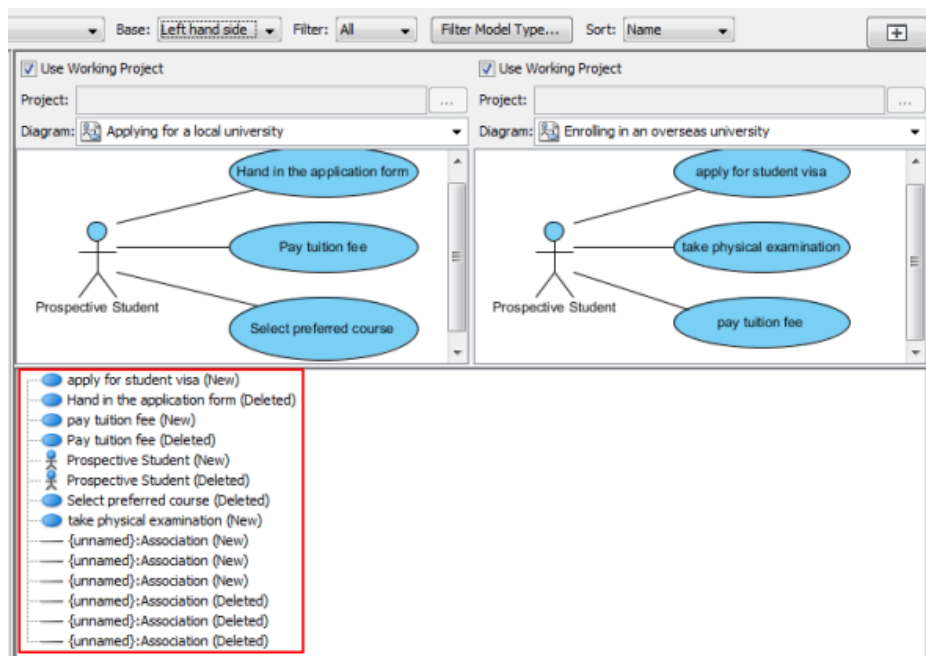 Base: Left hand side Filter: All Filter Model Type... Sort: Name
Use Working Project
Project: ...
Diagram: Applying for a local university
Hand in the application form
Pay tuition fee
Prospective Student
Select preferred course
Use Working Project
Project: ...
Diagram: Enrolling in an overseas university
apply for student visa
take physical examination
Prospective Student
pay tuition fee
apply for student visa (New)
Hand in the application form (Deleted)
pay tuition fee (New)
Pay tuition fee (Deleted)
Prospective Student (New)
Prospective Student (Deleted)
Select preferred course (Deleted)
take physical examination (New)
{unnamed}:Association (New)
{unnamed}:Association (New)
{unnamed}:Association (New)
{unnamed}:Association (Deleted)
{unnamed}:Association (Deleted)
{unnamed}:Association (Deleted)